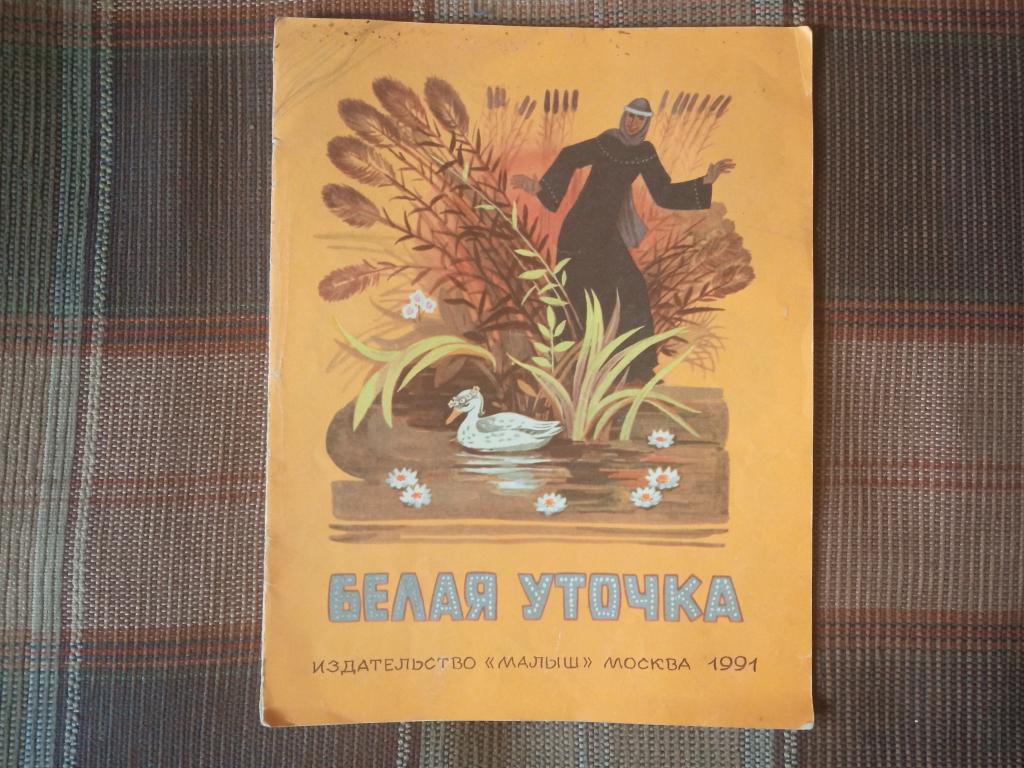 БЕЛАЯ УТОЧКА
ИЗДАТЕЛЬСТВО «МАЛЫШ» МОСКВА 1991